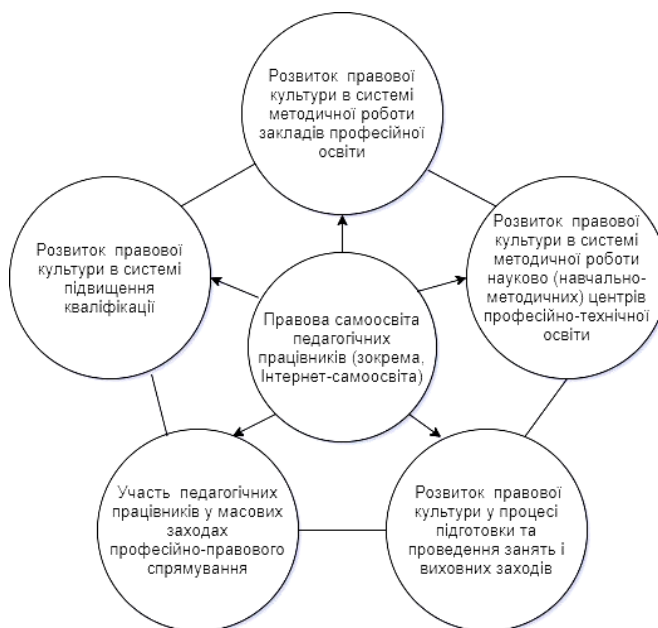 Розвиток правової
культури в системі
методичної роботи
закладів професійної
освіти
Розвиток правової
культури в системі
підвищення
кваліфікації
Розвиток правової
культури в системі
методичної роботи
науково (навчально-
методичних) центрів
професійно-технічної
освіти
Правова самоосвіта
педагогічних
працівників (зокрема,
Інтернет-самоосвіта)
Участь педагогічних
працівників у масових
заходах
професійно-правового
спрямування
Розвиток правової
культури у процесі
підготовки та
проведення занять і
виховних заходів